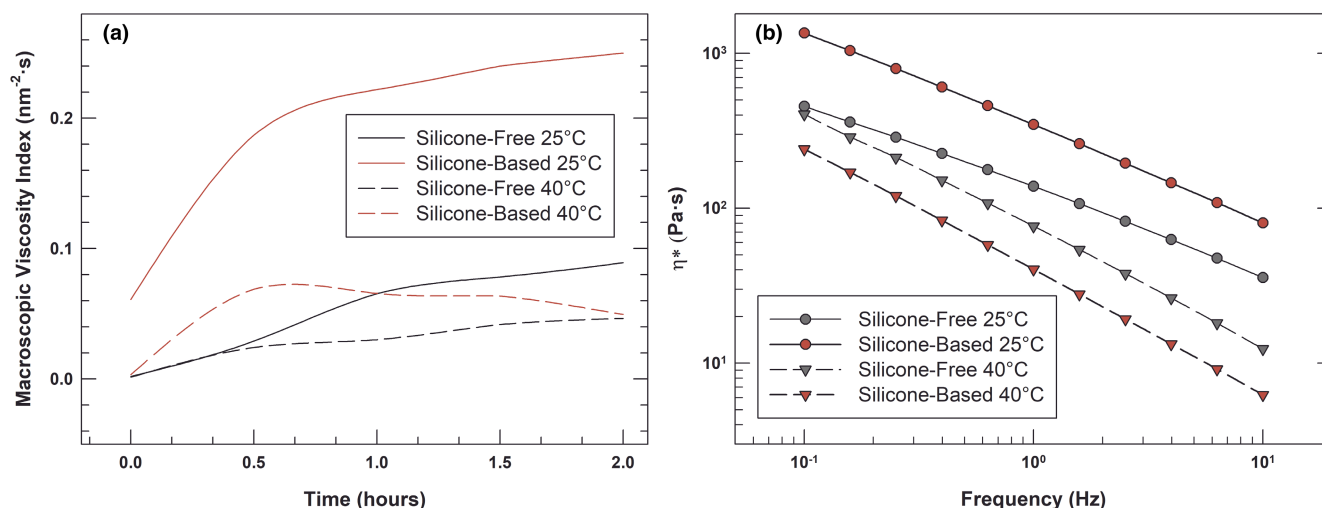 (a)
Macroscopic Viscosity Index (nm⁻²·s)
0.2
0.1
0.0
Silicone-Free 25°C
Silicone-Based 25°C
Silicone-Free 40°C
Silicone-Based 40°C
0.0 0.5 1.0 1.5 2.0
Time (hours)
(b)
η* (Pa·s)
10³
10²
10¹
Silicone-Free 25°C
Silicone-Based 25°C
Silicone-Free 40°C
Silicone-Based 40°C
10⁻¹ 10⁰ 10¹
Frequency (Hz)